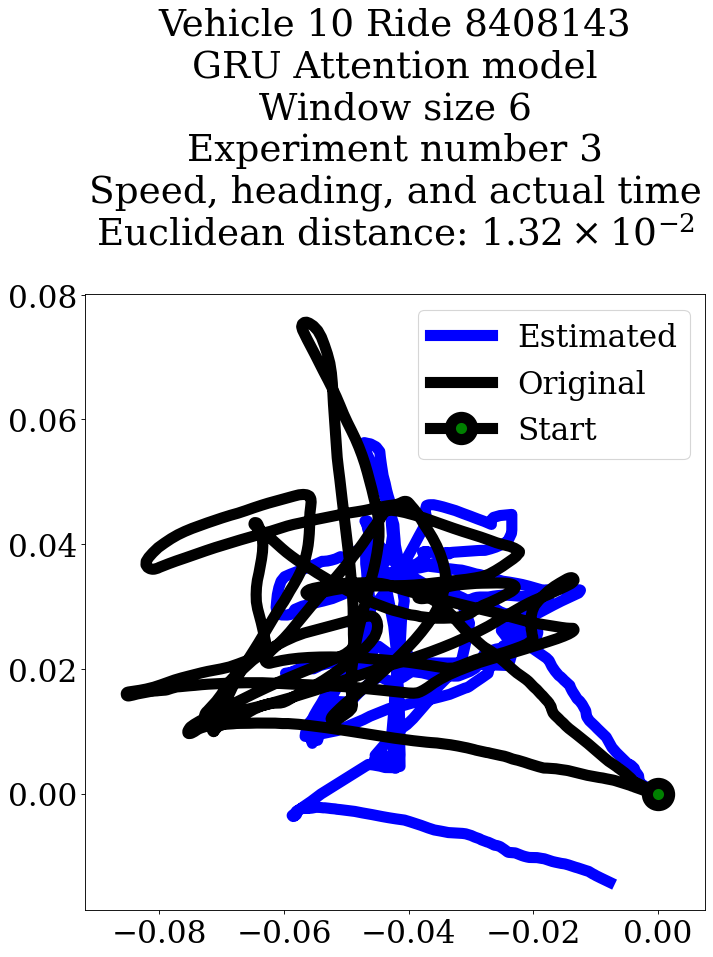 Vehicle 10 Ride 8408143
GRU Attention model
Window size 6
Experiment number 3
Speed, heading, and actual time
Euclidean distance: 1.32 × 10⁻²
0.08
0.06
0.04
0.02
0.00
Estimated
Original
Start
−0.08 −0.06 −0.04 −0.02 0.00